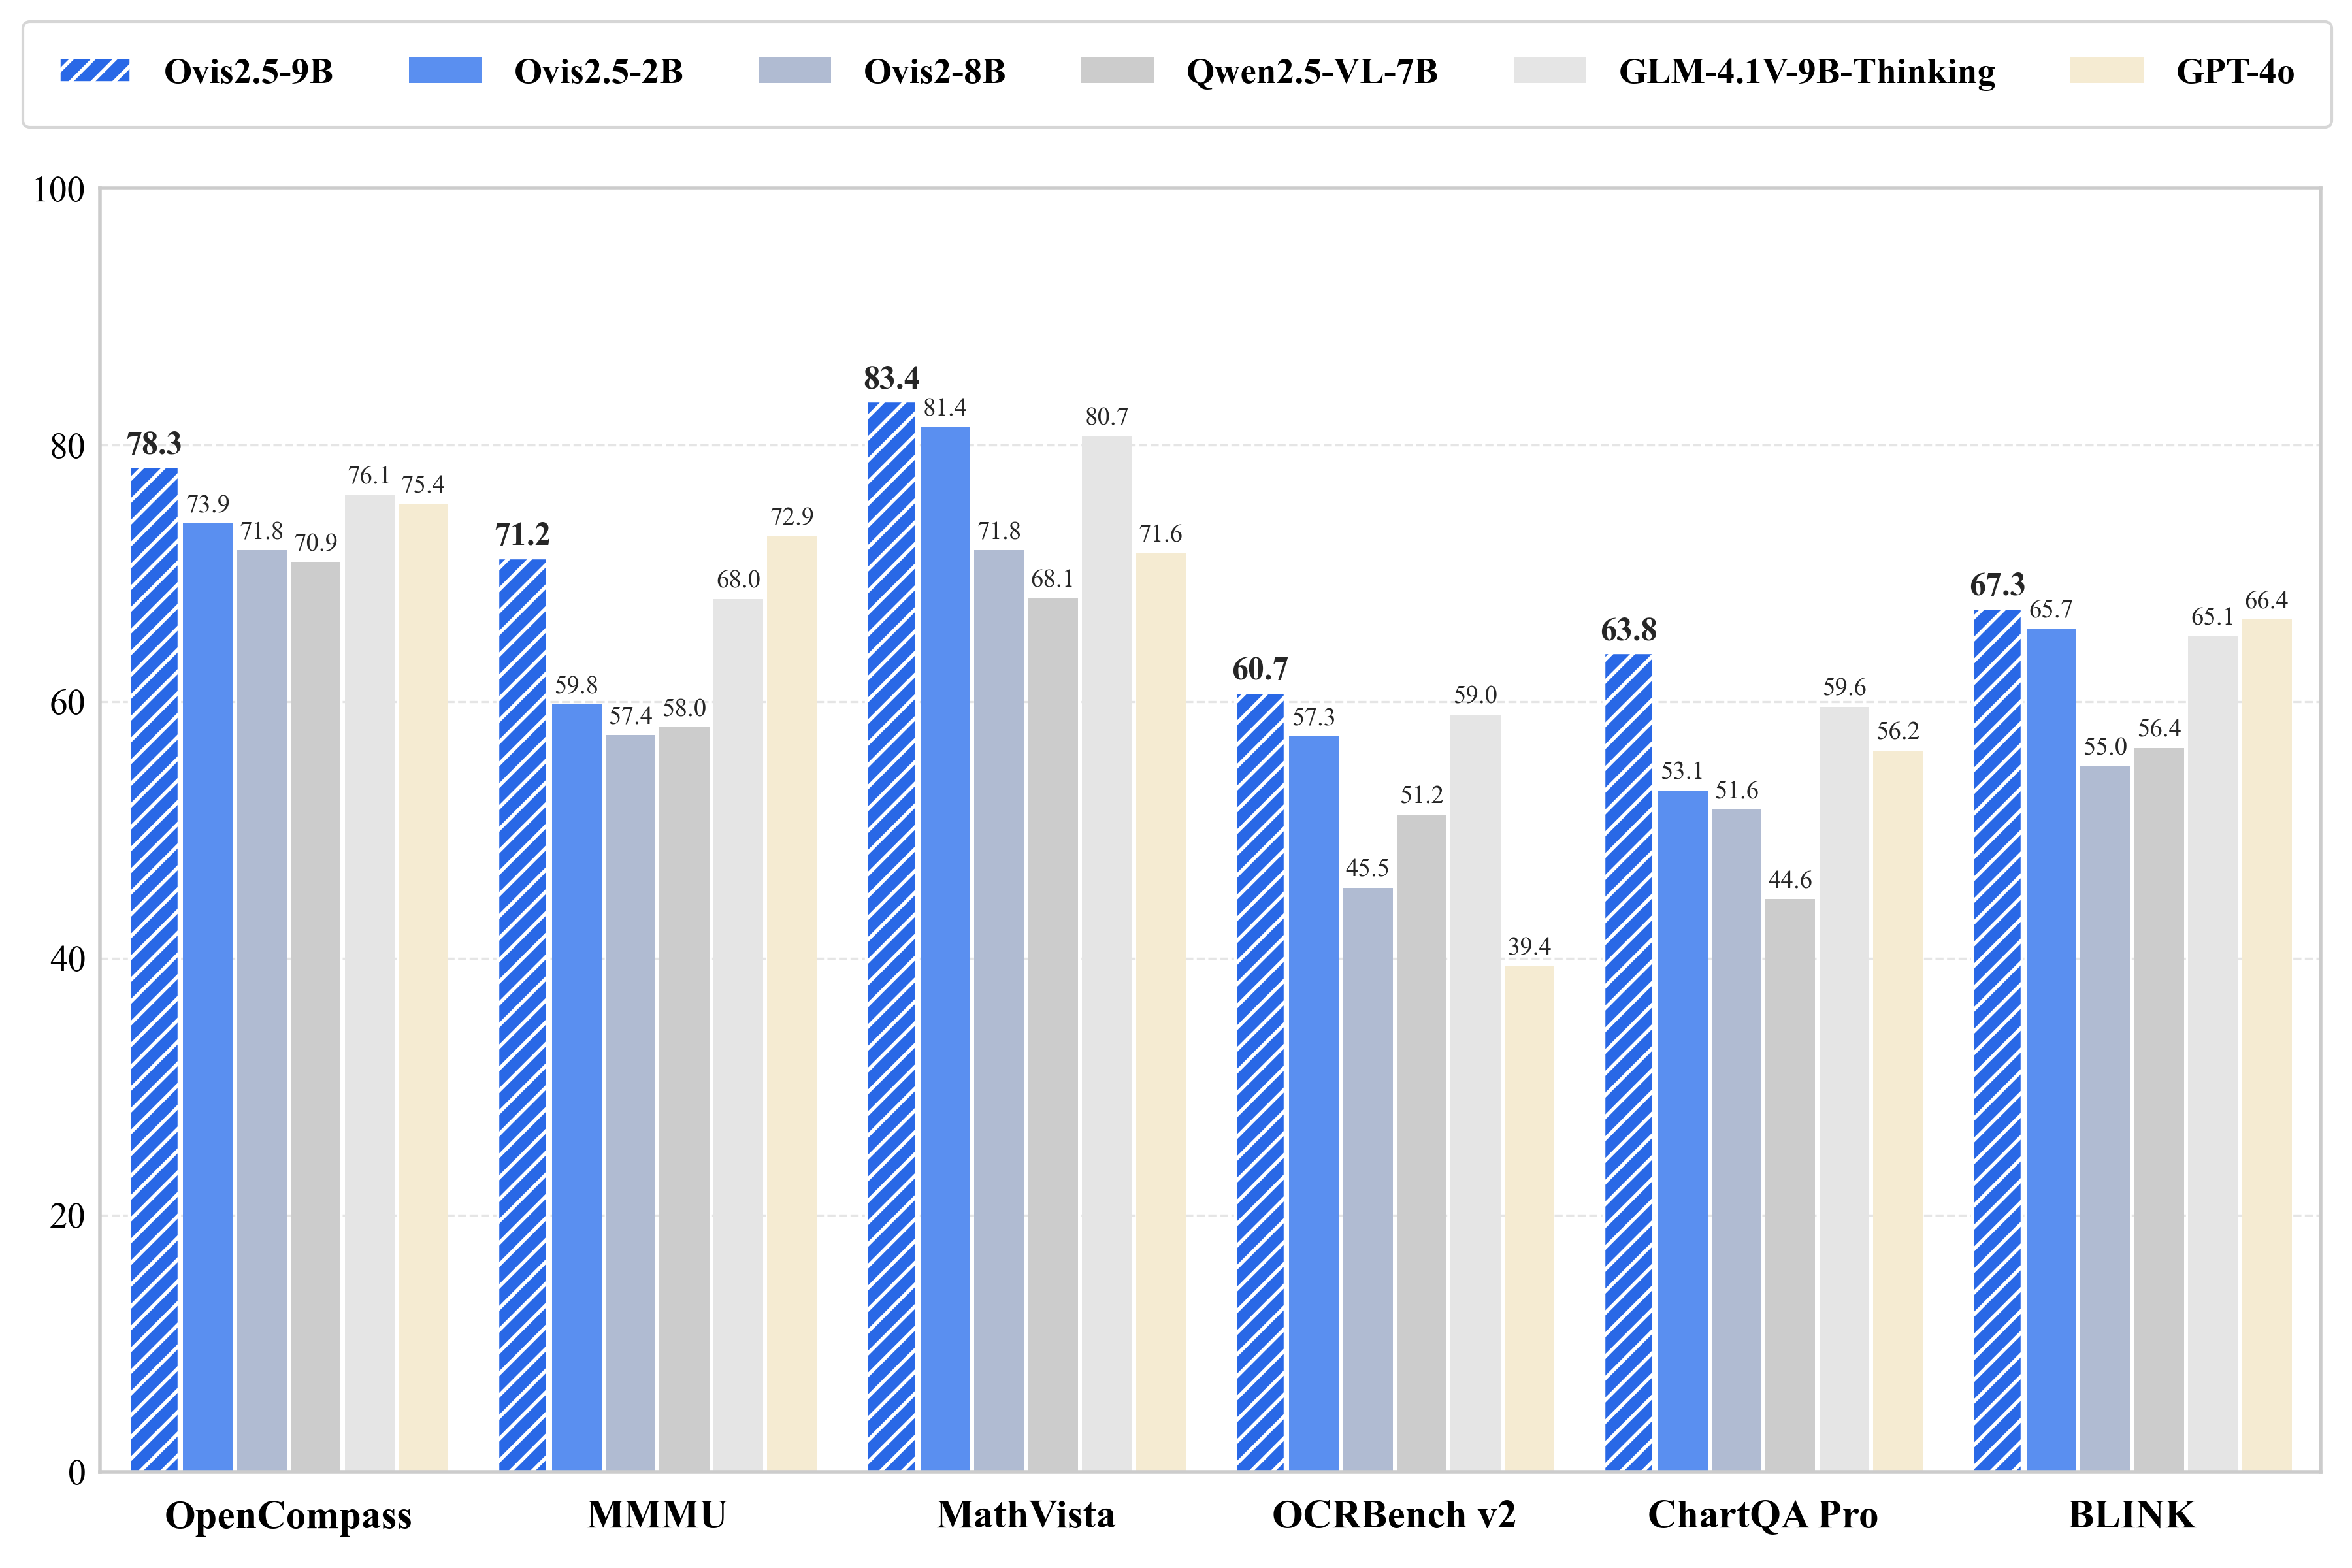 Ovis2.5-9B Ovis2.5-2B Ovis2-8B Qwen2.5-VL-7B GLM-4.1V-9B-Thinking GPT-4o
100
80
60
40
20
0
78.3 73.9 71.8 70.9 76.1 75.4
71.2 59.8 57.4 58.0 68.0 72.9
83.4 81.4 71.8 68.1 80.7 71.6
60.7 57.3 45.5 51.2 59.0 39.4
63.8 53.1 51.6 44.6 59.6 56.2
67.3 65.7 55.0 56.4 65.1 66.4
OpenCompass MMMU MathVista OCRBench v2 ChartQA Pro BLINK